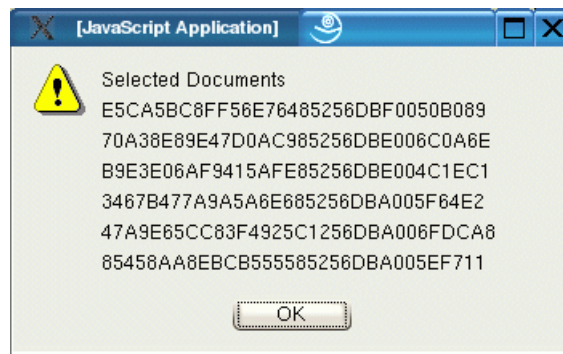 [JavaScript Application]
Selected Documents
E5CA5BC8FF56E76485256DBF0050B089
70A38E89E47D0AC985256DBE006C0A6E
B9E3E06AF9415AFE85256DBE004C1EC1
3467B477A9A5A6E685256DBA005F64E2
47A9E65CC83F4925C1256DBA006FDCA8
85458AA8EBCB555585256DBA005EF711
OK